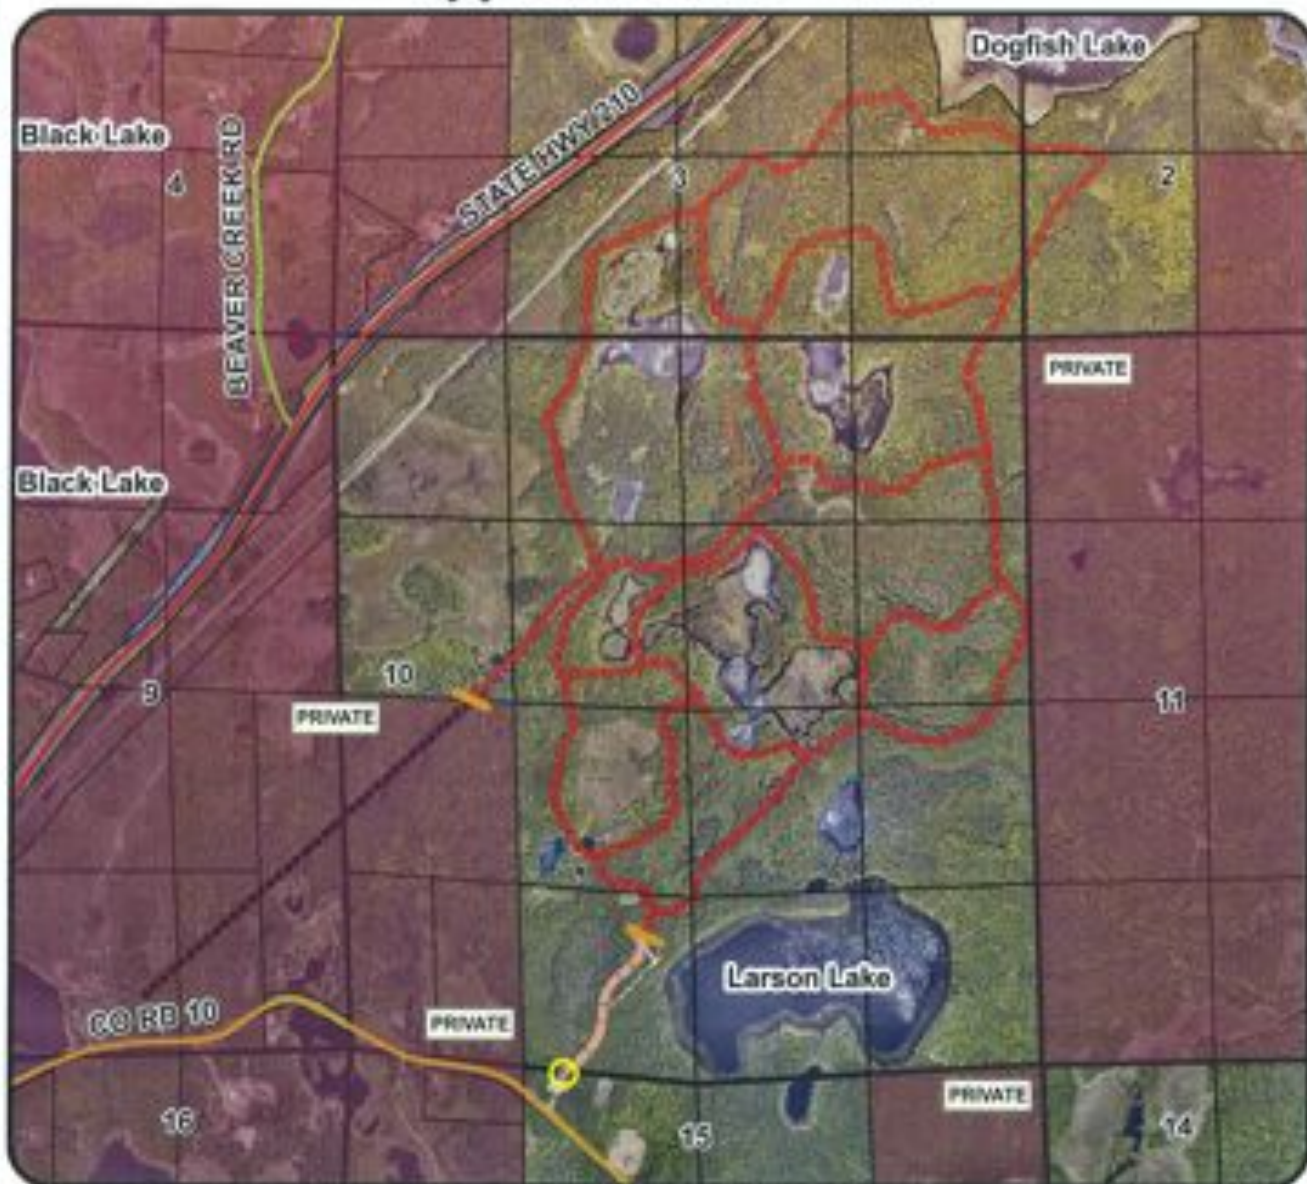 Dogfish Lake
Black Lake
STATE HWY 210
BEAVER CREEK RD
4
3
2
PRIVATE
Black Lake
10
9
PRIVATE
11
Larson Lake
CO RD 10
PRIVATE
PRIVATE
16
15
14